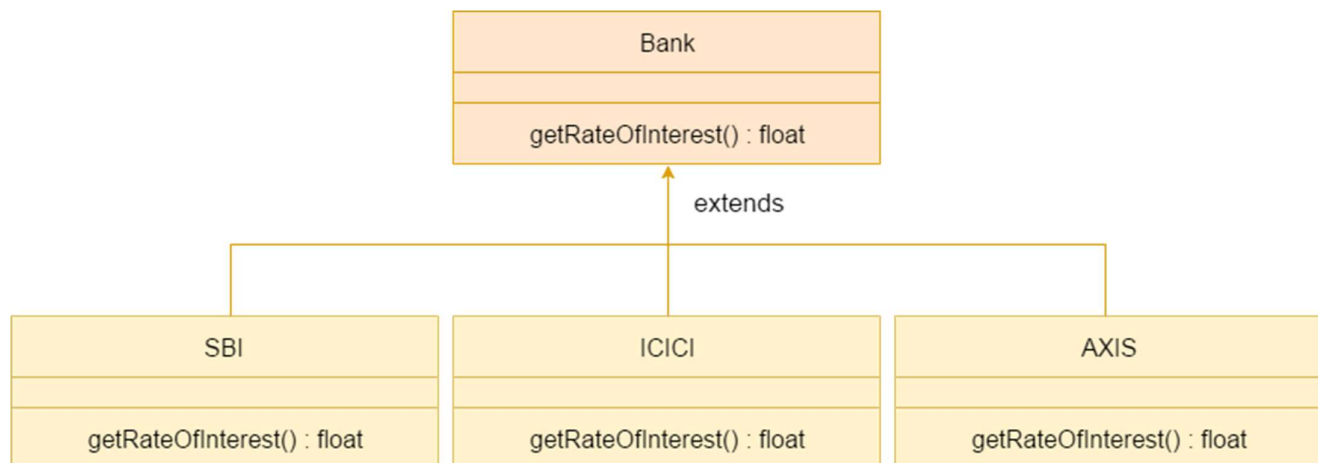 Bank
getRateOfInterest() : float
extends
SBI
ICICI
AXIS
getRateOfInterest() : float
getRateOfInterest() : float
getRateOfInterest() : float